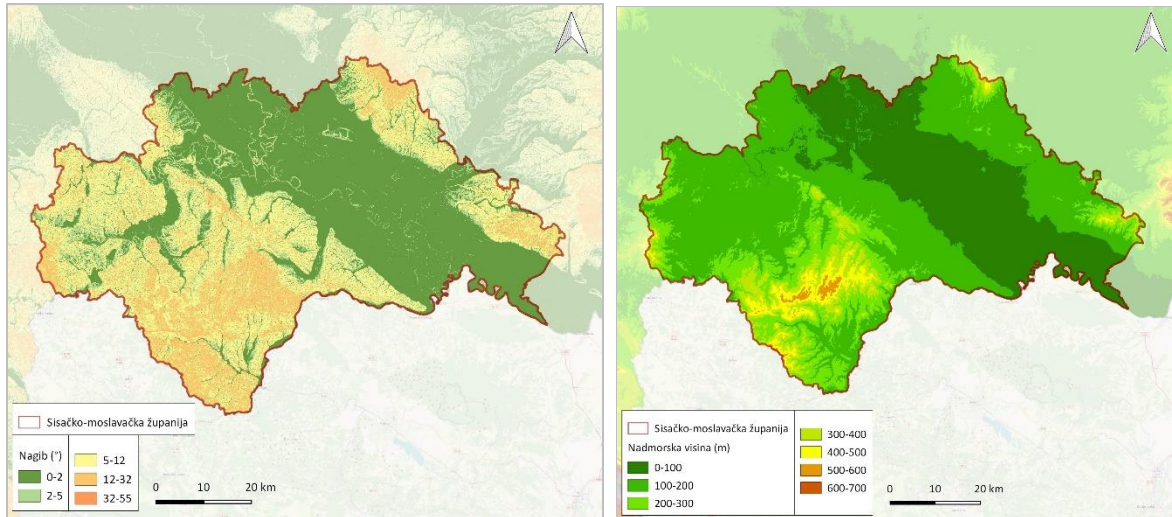 Sisačko-moslavačka županija
Nagib (°)
0-2
2-5
5-12
12-32
32-55
0 10 20 km
Sisačko-moslavačka županija
Nadmorska visina (m)
0-100
100-200
200-300
300-400
400-500
500-600
600-700
0 10 20 km